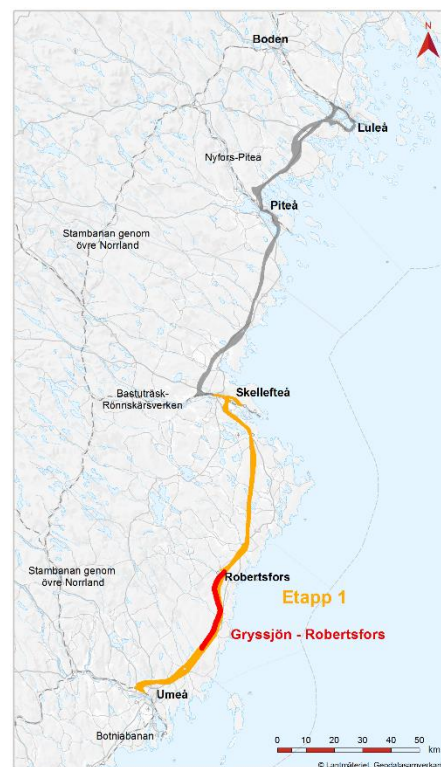 N
Boden
Luleå
Nyfors-Piteå
Piteå
Stambanan genom
övre Norrland
Bastuträsk-
Rönnskärsverken
Skellefteå
Stambanan genom
övre Norrland
Robertsfors
Etapp 1
Gryssjön - Robertsfors
Umeå
Botniabanan
0 10 20 30 40 50
km
© Lantmäteriet, Geodatasamverkan